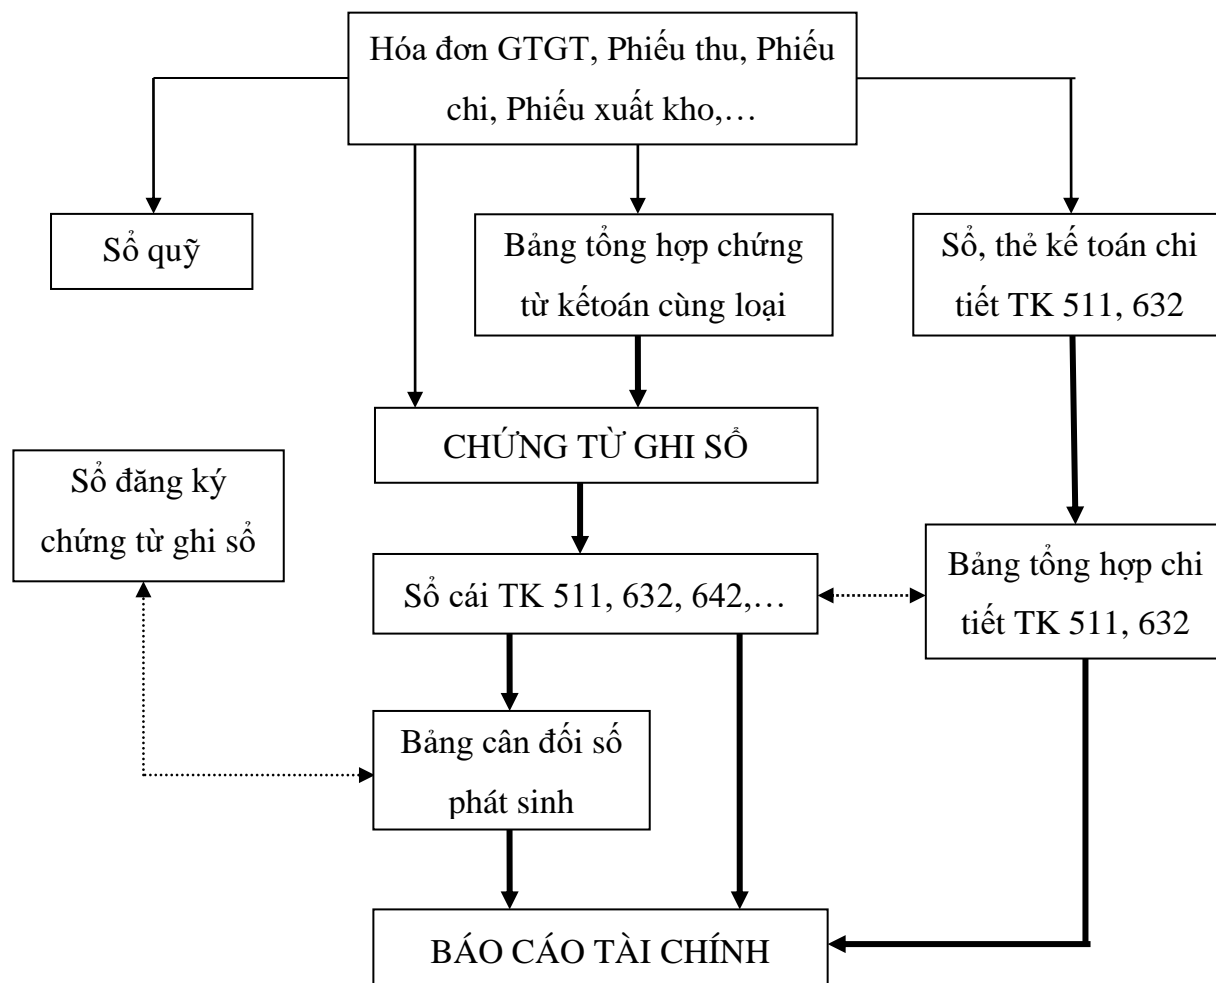 Hóa đơn GTGT, Phiếu thu, Phiếu
chi, Phiếu xuất kho,…
Sổ quỹ
Bảng tổng hợp chứng
từ kếtoán cùng loại
Sổ, thẻ kế toán chi
tiết TK 511, 632
CHỨNG TỪ GHI SỔ
Sổ đăng ký
chứng từ ghi sổ
Sổ cái TK 511, 632, 642,…
Bảng tổng hợp chi
tiết TK 511, 632
Bảng cân đối số
phát sinh
BÁO CÁO TÀI CHÍNH